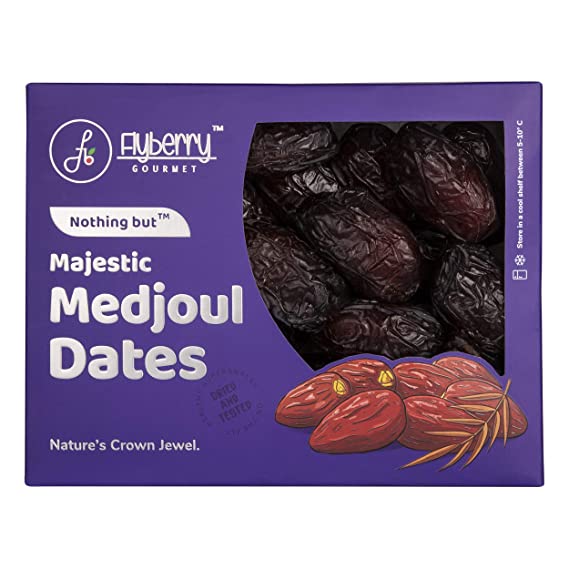 Flyberry™
GOURMET
Nothing but™
Majestic
Medjoul
Dates
DRIED
AND
TESTED
Nature's Crown Jewel.
Store in a cool shelf between 5-10° C